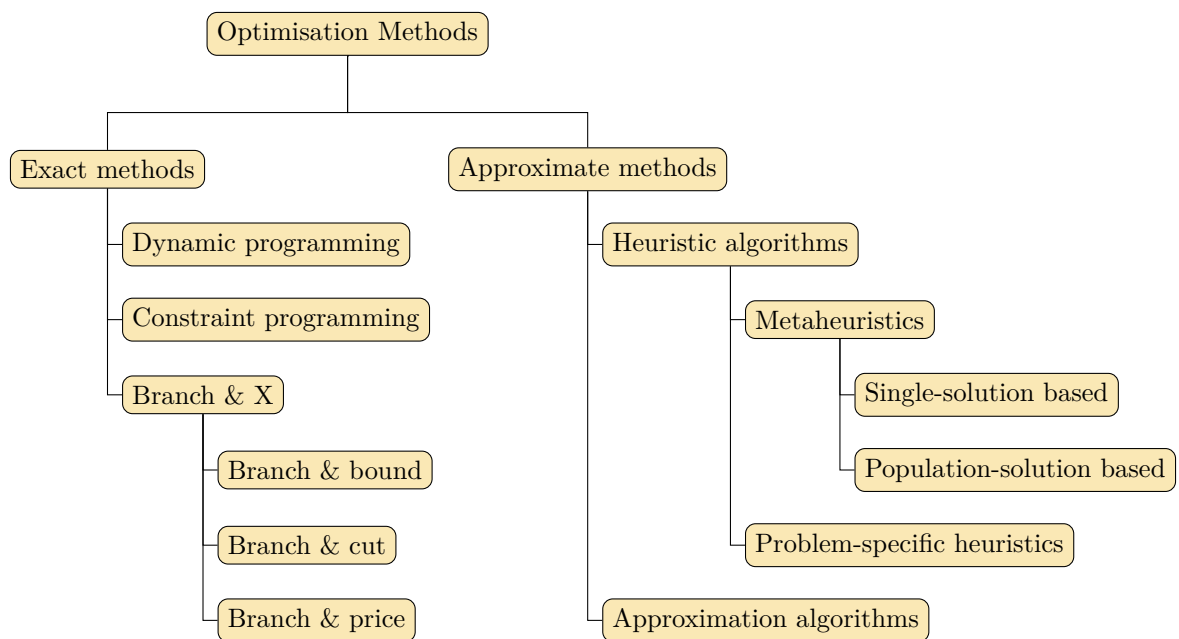 Optimisation Methods
Exact methods
Approximate methods
Dynamic programming
Heuristic algorithms
Constraint programming
Metaheuristics
Branch & X
Single-solution based
Branch & bound
Population-solution based
Branch & cut
Problem-specific heuristics
Branch & price
Approximation algorithms